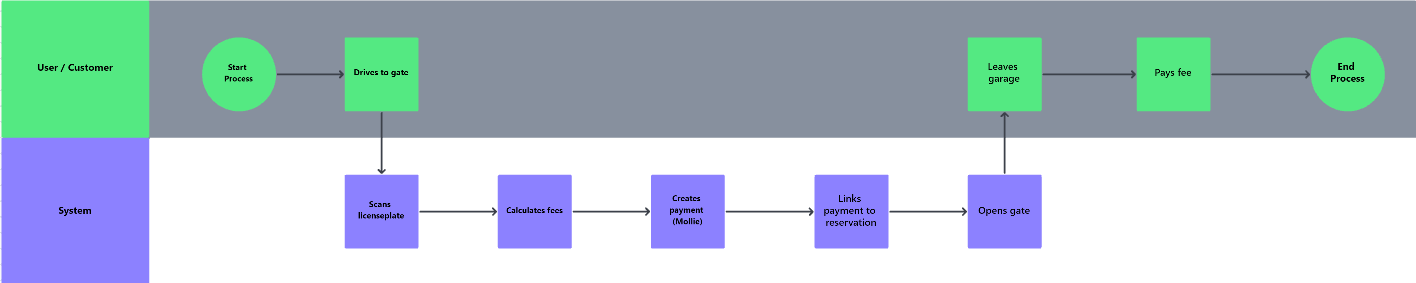 User / Customer
Start
Process
Drives to gate
Leaves
garage
Pays fee
End
Process
System
Scans
licenseplate
Calculates fees
Creates
payment
(Mollie)
Links
payment to
reservation
Opens gate